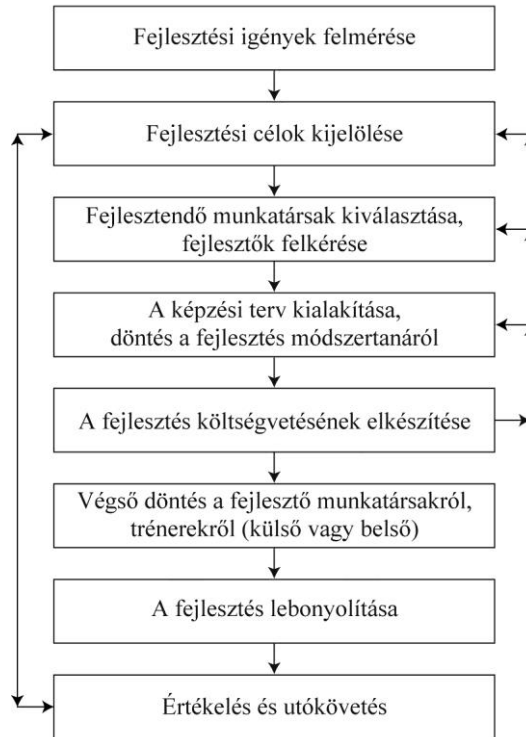 Fejlesztési igények felmérése
Fejlesztési célok kijelölése
Fejlesztendő munkatársak kiválasztása,
fejlesztők felkérése
A képzési terv kialakítása,
döntés a fejlesztés módszertanáról
A fejlesztés költségvetésének elkészítése
Végső döntés a fejlesztő munkatársakról,
trénerekről (külső vagy belső)
A fejlesztés lebonyolítása
Értékelés és utókövetés